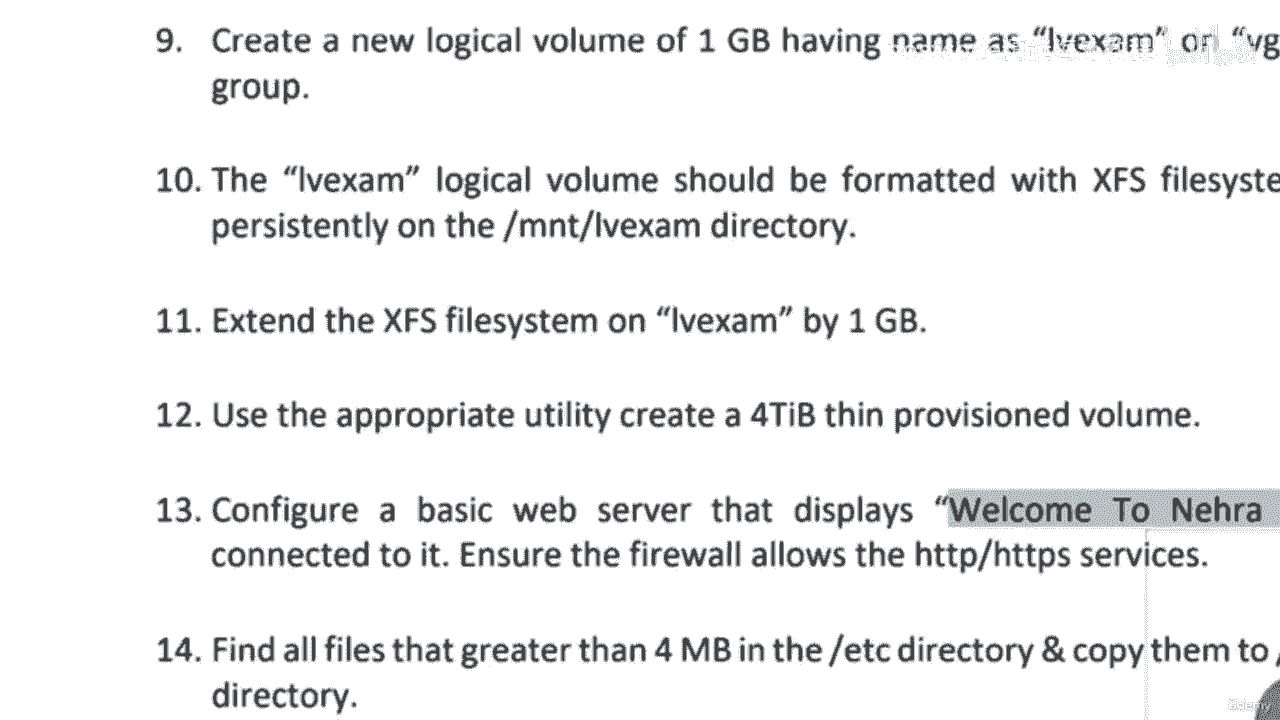 9. Create a new logical volume of 1 GB having name as “lvexam” on “vg
group.
10. The “lvexam” logical volume should be formatted with XFS filesyste
persistently on the /mnt/lvexam directory.
11. Extend the XFS filesystem on “lvexam” by 1 GB.
12. Use the appropriate utility create a 4TiB thin provisioned volume.
13. Configure a basic web server that displays “Welcome To Nehra
connected to it. Ensure the firewall allows the http/https services.
14. Find all files that greater than 4 MB in the /etc directory & copy them to /
directory.
Udemy